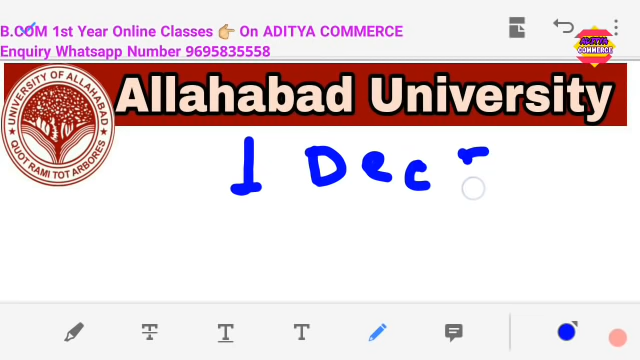 B.COM 1st Year Online Classes 👉 On ADITYA COMMERCE
Enquiry Whatsapp Number 9695835558
ADITYA
COMMERCE
UNIVERSITY OF ALLAHABAD
QUOT RAMI TOT ARBORES
Allahabad University
1 Dec
T T T